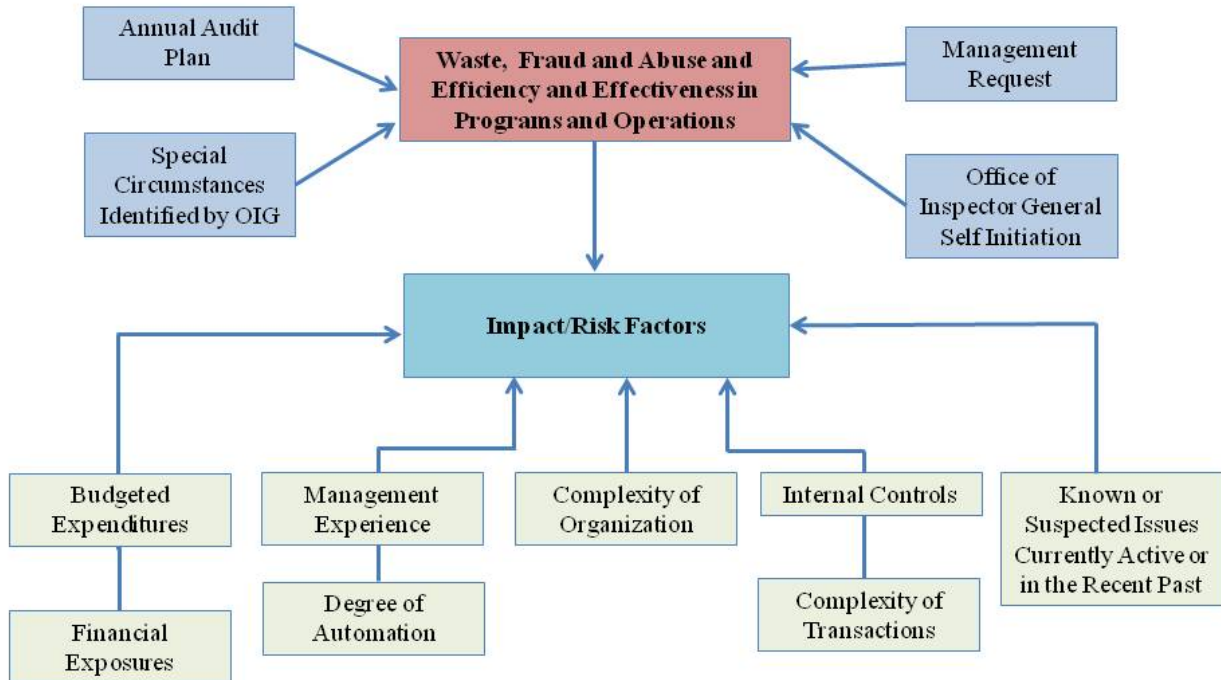 Annual Audit
Plan
Waste, Fraud and Abuse and
Efficiency and Effectiveness in
Programs and Operations
Management
Request
Special
Circumstances
Identified by OIG
Office of
Inspector General
Self Initiation
Impact/Risk Factors
Budgeted
Expenditures
Management
Experience
Complexity of
Organization
Internal Controls
Known or
Suspected Issues
Currently Active or
in the Recent Past
Financial
Exposures
Degree of
Automation
Complexity of
Transactions